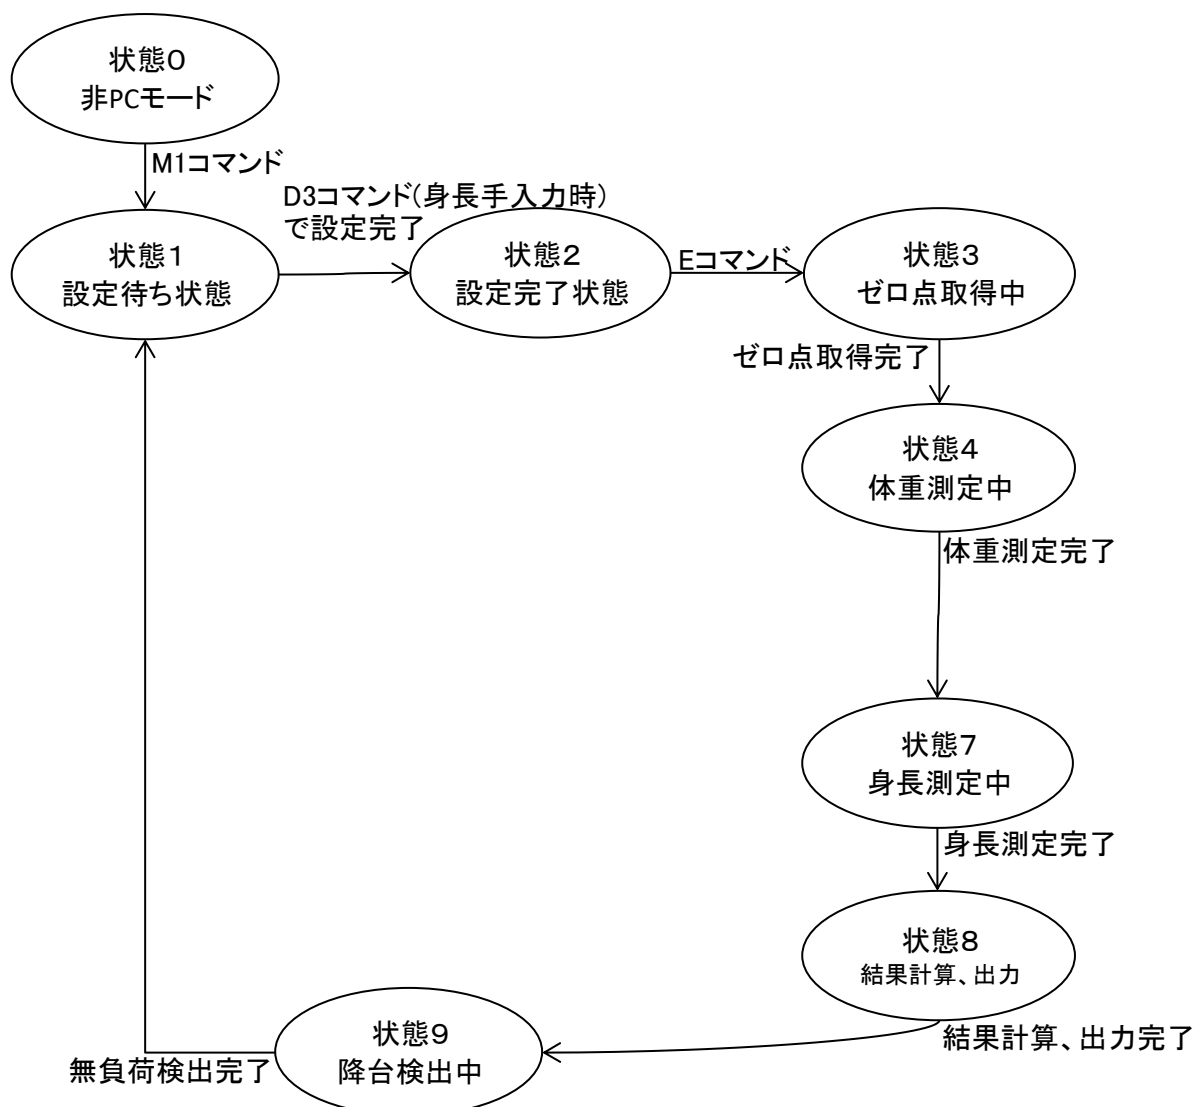 状態0
非PCモード
M1コマンド
D3コマンド(身長手入力時)
で設定完了
状態1
設定待ち状態
状態2
設定完了状態
Eコマンド
状態3
ゼロ点取得中
ゼロ点取得完了
状態4
体重測定中
体重測定完了
状態7
身長測定中
身長測定完了
状態8
結果計算、出力
結果計算、出力完了
状態9
降台検出中
無負荷検出完了